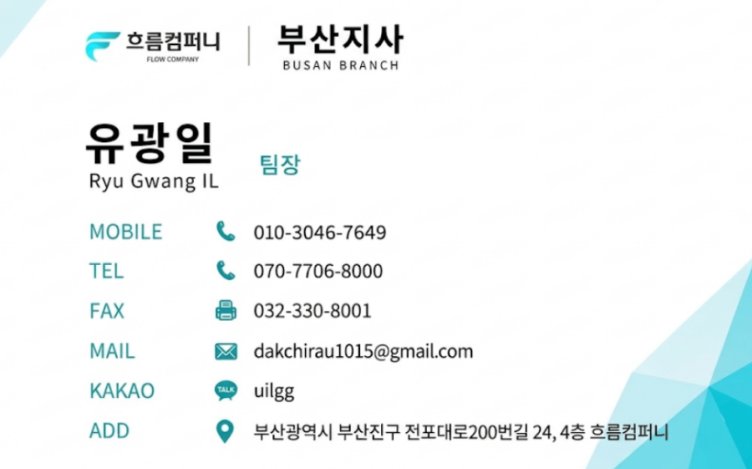 흐름컴퍼니
FLOW COMPANY
부산지사
BUSAN BRANCH
유광일
팀장
Ryu Gwang IL
MOBILE 010-3046-7649
TEL 070-7706-8000
FAX 032-330-8001
MAIL dakchirau1015@gmail.com
KAKAO TALK uilgg
ADD 부산광역시 부산진구 전포대로200번길 24, 4층 흐름컴퍼니